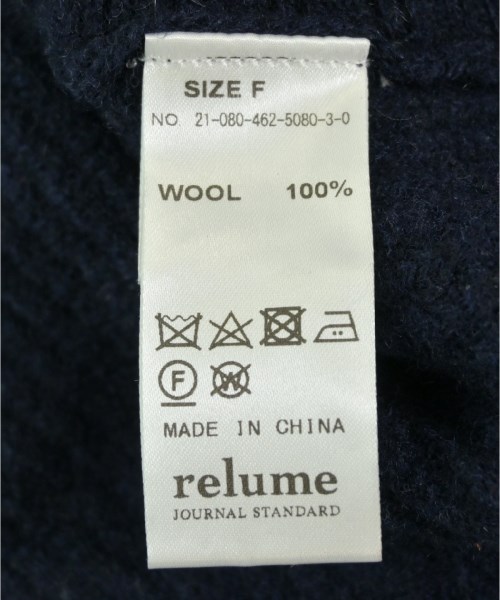 SIZE F
NO 21-080-462-5080-3-0
WOOL 100%
F W
MADE IN CHINA
relume
JOURNAL STANDARD